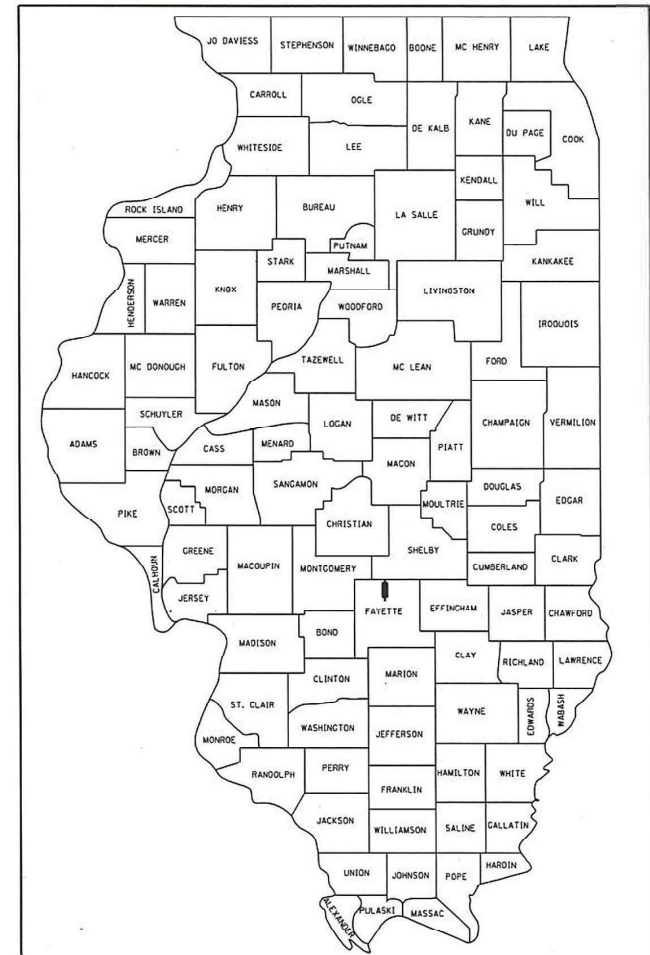 JO DAVIESS
STEPHENSON
WINNEBAGO
BOONE
MC HENRY
LAKE
CARROLL
OGLE
DE KALB
KANE
DU PAGE
COOK
WHITESIDE
LEE
KENDALL
ROCK ISLAND
HENRY
BUREAU
LA SALLE
WILL
MERCER
PUTNAM
GRUNDY
STARK
MARSHALL
KANKAKEE
HENDERSON
WARREN
KNOX
PEORIA
WOODFORD
LIVINGSTON
IROQUOIS
HANCOCK
MC DONOUGH
FULTON
TAZEWELL
MC LEAN
FORD
MASON
SCHUYLER
LOGAN
DE WITT
CHAMPAIGN
VERMILION
ADAMS
BROWN
CASS
MENARD
PIATT
MACON
PIKE
SCOTT
MORGAN
SANGAMON
MOULTRIE
DOUGLAS
EDGAR
CHRISTIAN
COLES
CALHOUN
GREENE
MACOUPIN
MONTGOMERY
SHELBY
CUMBERLAND
CLARK
JERSEY
FAYETTE
EFFINGHAM
JASPER
CRAWFORD
MADISON
BOND
CLAY
RICHLAND
LAWRENCE
CLINTON
MARION
ST. CLAIR
WAYNE
EDWARDS
WABASH
WASHINGTON
JEFFERSON
MONROE
RANDOLPH
PERRY
HAMILTON
WHITE
FRANKLIN
JACKSON
WILLIAMSON
SALINE
GALLATIN
UNION
JOHNSON
POPE
HARDIN
ALEXANDER
PULASKI
MASSAC